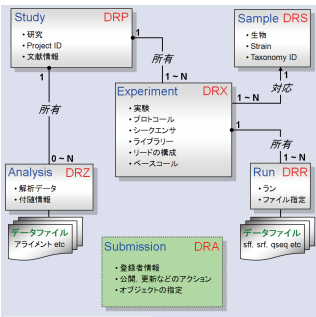 Study DRP
・研究
・Project ID
・文献情報
Sample DRS
・生物
・Strain
・Taxonomy ID
1
所有
1 ~ N
1
対応
1 ~ N
1
所有
0 ~ N
Experiment DRX
・実験
・プロトコール
・シークエンサ
・ライブラリー
・リードの構成
・ベースコール
1
所有
1 ~ N
Analysis DRZ
・解析データ
・付随情報
データファイル
アライメント etc
Run DRR
・ラン
・ファイル指定
データファイル
sff. srf. qseq etc
Submission DRA
・登録者情報
・公開. 更新などのアクション
・オブジェクトの指定